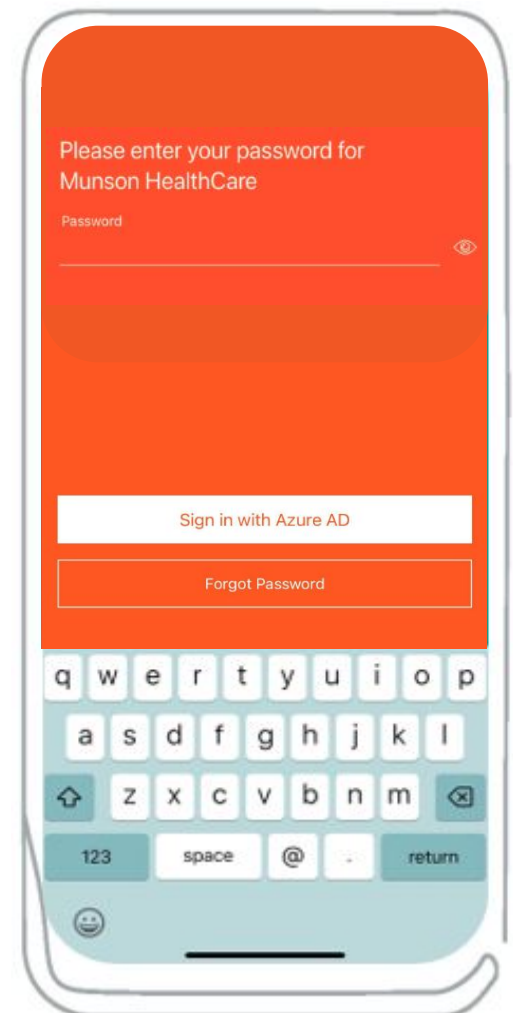 Please enter your password for
Munson HealthCare
Password
Sign in with Azure AD
Forgot Password
q w e r t y u i o p
a s d f g h j k l
z x c v b n m
123 space @ . return